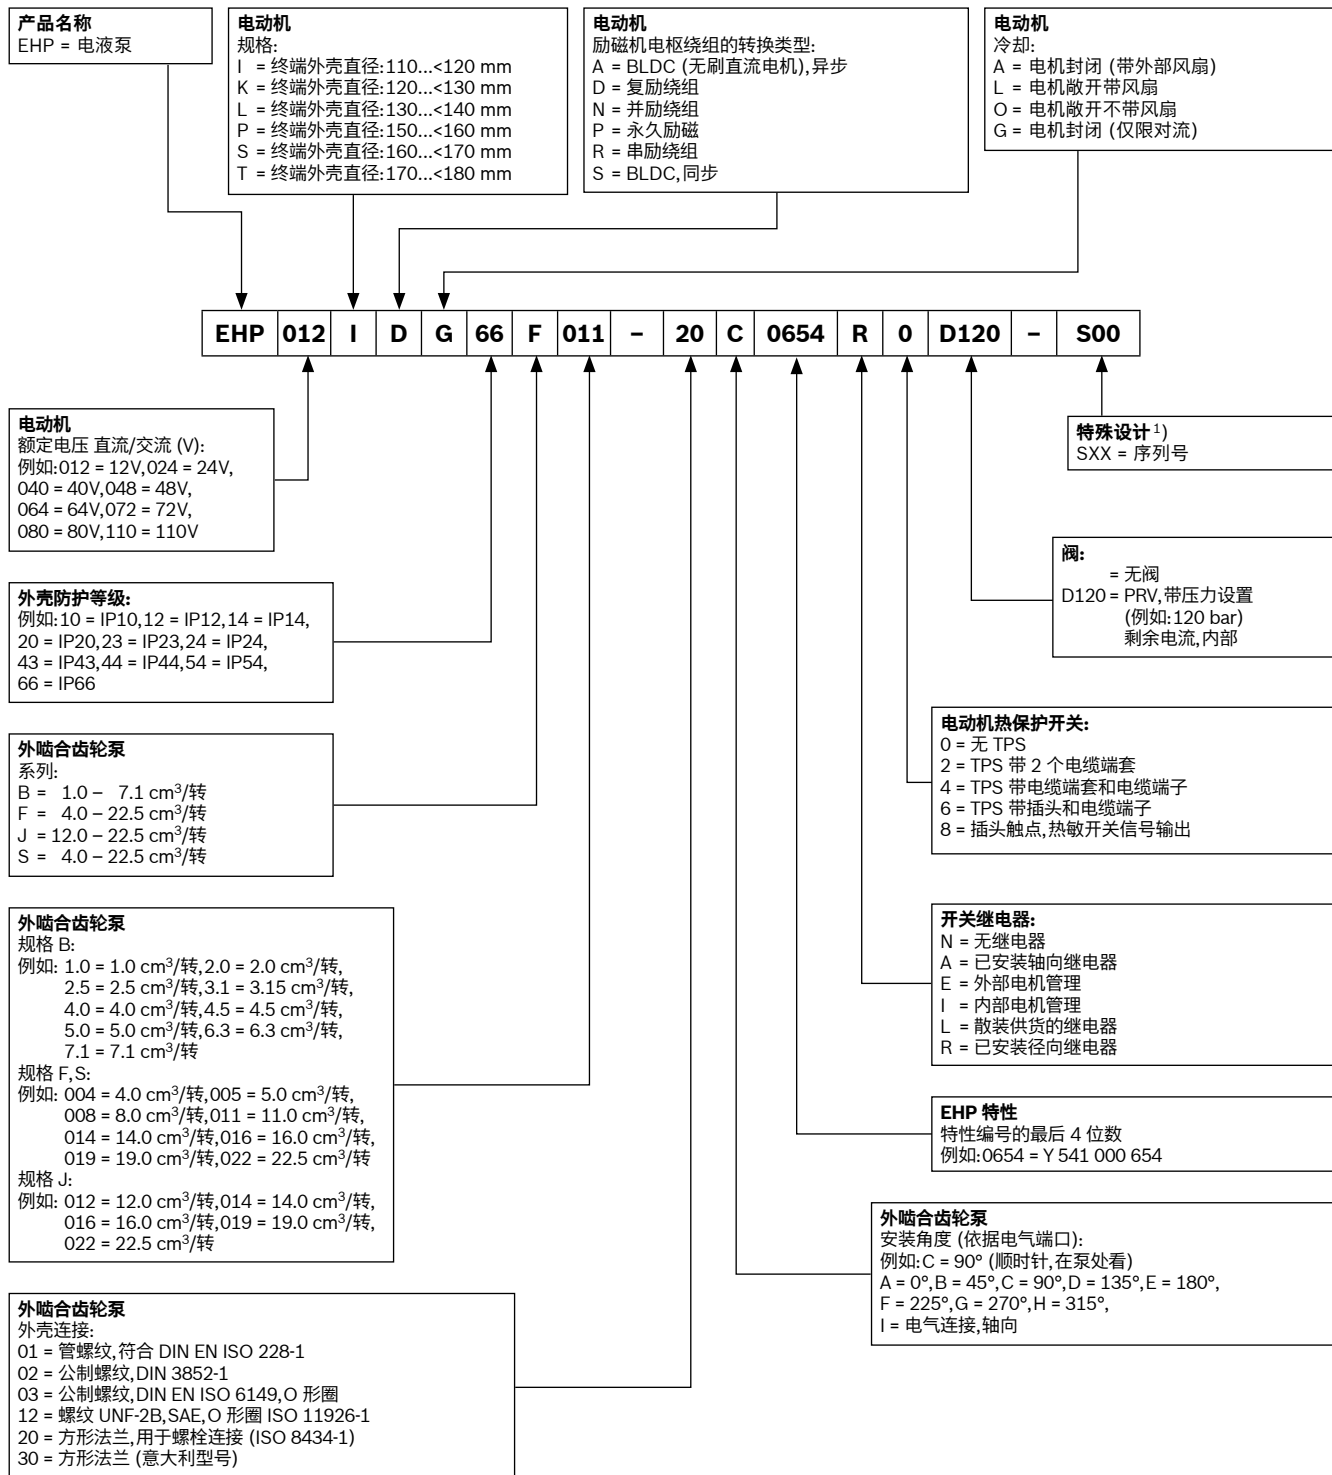 产品名称
EHP = 电液泵
电动机
规格:
I = 终端外壳直径:110...<120 mm
K = 终端外壳直径:120...<130 mm
L = 终端外壳直径:130...<140 mm
P = 终端外壳直径:150...<160 mm
S = 终端外壳直径:160...<170 mm
T = 终端外壳直径:170...<180 mm
电动机
励磁机电枢绕组的转换类型:
A = BLDC (无刷直流电机),异步
D = 复励绕组
N = 并励绕组
P = 永久励磁
R = 串励绕组
S = BLDC,同步
电动机
冷却:
A = 电机封闭 (带外部风扇)
L = 电机敞开带风扇
O = 电机敞开不带风扇
G = 电机封闭 (仅限对流)
EHP 012 I D G 66 F 011 – 20 C 0654 R 0 D120 – S00
电动机
额定电压 直流/交流 (V):
例如:012 = 12V,024 = 24V,
040 = 40V,048 = 48V,
064 = 64V,072 = 72V,
080 = 80V,110 = 110V
外壳防护等级:
例如:10 = IP10,12 = IP12,14 = IP14,
20 = IP20,23 = IP23,24 = IP24,
43 = IP43,44 = IP44,54 = IP54,
66 = IP66
外啮合齿轮泵
系列:
B = 1.0 – 7.1 cm³/转
F = 4.0 – 22.5 cm³/转
J = 12.0 – 22.5 cm³/转
S = 4.0 – 22.5 cm³/转
外啮合齿轮泵
规格 B:
例如: 1.0 = 1.0 cm³/转,2.0 = 2.0 cm³/转,
2.5 = 2.5 cm³/转,3.1 = 3.15 cm³/转,
4.0 = 4.0 cm³/转,4.5 = 4.5 cm³/转,
5.0 = 5.0 cm³/转,6.3 = 6.3 cm³/转,
7.1 = 7.1 cm³/转
规格 F,S:
例如: 004 = 4.0 cm³/转,005 = 5.0 cm³/转,
008 = 8.0 cm³/转,011 = 11.0 cm³/转,
014 = 14.0 cm³/转,016 = 16.0 cm³/转,
019 = 19.0 cm³/转,022 = 22.5 cm³/转
规格 J:
例如: 012 = 12.0 cm³/转,014 = 14.0 cm³/转,
016 = 16.0 cm³/转,019 = 19.0 cm³/转,
022 = 22.5 cm³/转
外啮合齿轮泵
外壳连接:
01 = 管螺纹,符合 DIN EN ISO 228-1
02 = 公制螺纹,DIN 3852-1
03 = 公制螺纹,DIN EN ISO 6149,O 形圈
12 = 螺纹 UNF-2B,SAE,O 形圈 ISO 11926-1
20 = 方形法兰,用于螺栓连接 (ISO 8434-1)
30 = 方形法兰 (意大利型号)
特殊设计¹⁾
SXX = 序列号
阀:
= 无阀
D120 = PRV,带压力设置
(例如:120 bar)
剩余电流,内部
电动机热保护开关:
0 = 无 TPS
2 = TPS 带 2 个电缆端套
4 = TPS 带电缆端套和电缆端子
6 = TPS 带插头和电缆端子
8 = 插头触点,热敏开关信号输出
开关继电器:
N = 无继电器
A = 已安装轴向继电器
E = 外部电机管理
I = 内部电机管理
L = 散装供货的继电器
R = 已安装径向继电器
EHP 特性
特性编号的最后 4 位数
例如:0654 = Y 541 000 654
外啮合齿轮泵
安装角度 (依据电气端口):
例如:C = 90° (顺时针,在泵处看)
A = 0°,B = 45°,C = 90°,D = 135°,E = 180°,
F = 225°,G = 270°,H = 315°,
I = 电气连接,轴向